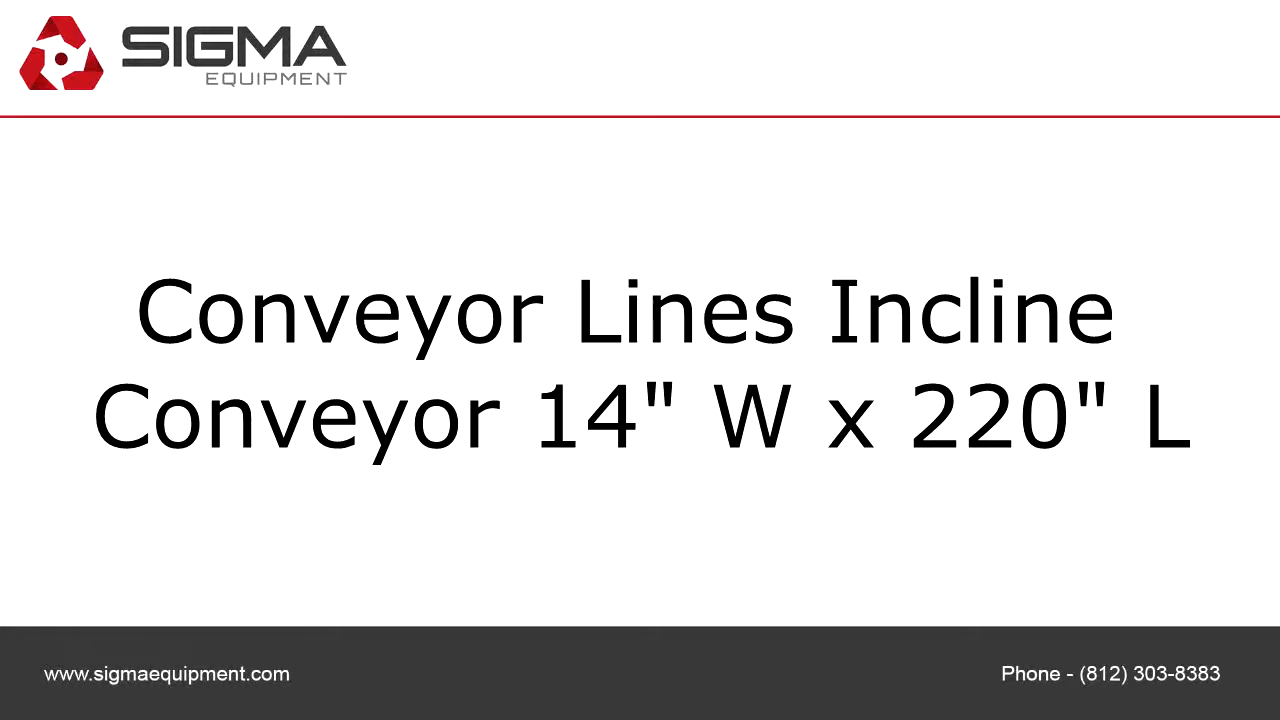 SIGMA
EQUIPMENT
Conveyor Lines Incline
Conveyor 14" W x 220" L
www.sigmaequipment.com
Phone - (812) 303-8383